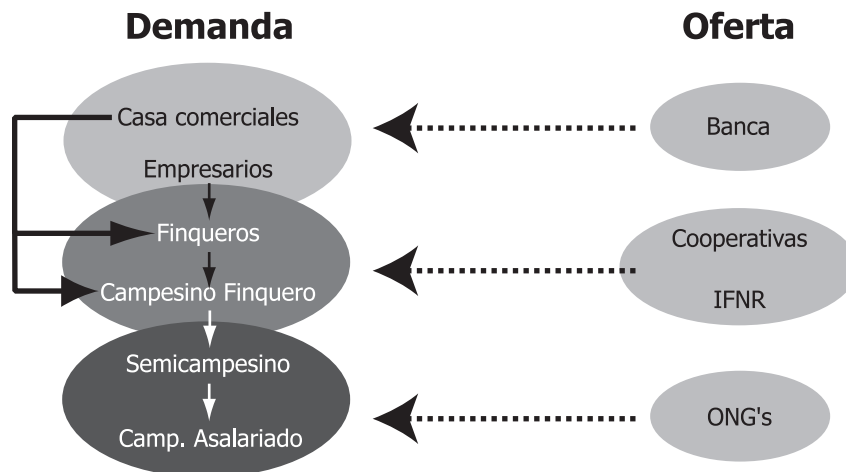 Demanda
Oferta
Casa comerciales
Banca
Empresarios
Finqueros
Cooperativas
Campesino Finquero
IFNR
Semicampesino
ONG's
Camp. Asalariado